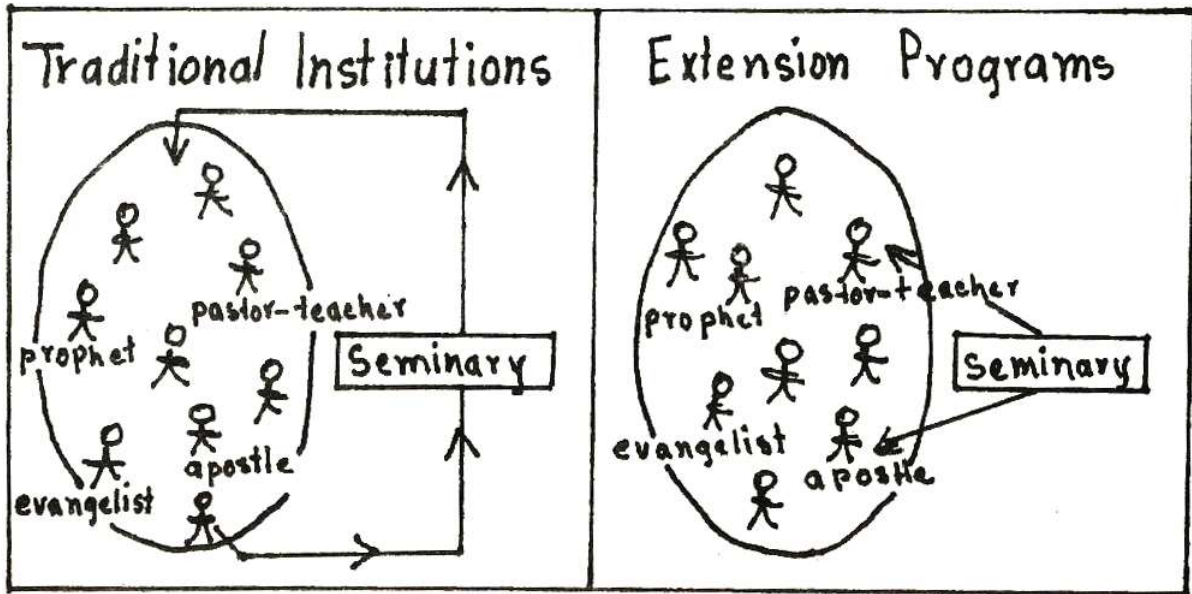 Traditional Institutions
pastor-teacher
prophet
Seminary
apostle
evangelist
Extension Programs
pastor-teacher
prophet
Seminary
evangelist
apostle